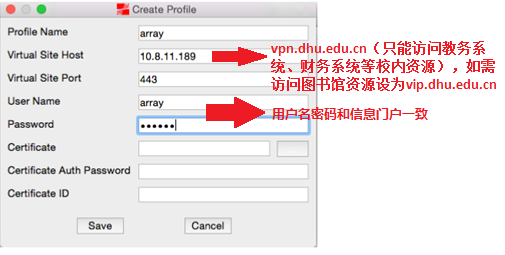 Create Profile
Profile Name array
Virtual Site Host 10.8.11.189
vpn.dhu.edu.cn（只能访问教务系
统、财务系统等校内资源），如需
访问图书馆资源设为vip.dhu.edu.cn
Virtual Site Port 443
User Name array
用户名密码和信息门户一致
Password ••••••
Certificate
Certificate Auth Password
Certificate ID
Save Cancel